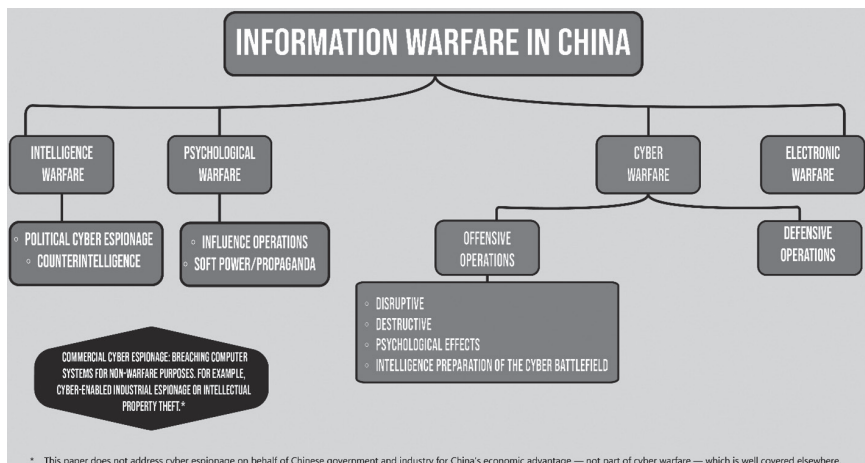 INFORMATION WARFARE IN CHINA
INTELLIGENCE
WARFARE
PSYCHOLOGICAL
WARFARE
CYBER
WARFARE
ELECTRONIC
WARFARE
◦ POLITICAL CYBER ESPIONAGE
◦ COUNTERINTELLIGENCE
◦ INFLUENCE OPERATIONS
◦ SOFT POWER/PROPAGANDA
OFFENSIVE
OPERATIONS
DEFENSIVE
OPERATIONS
◦ DISRUPTIVE
◦ DESTRUCTIVE
◦ PSYCHOLOGICAL EFFECTS
◦ INTELLIGENCE PREPARATION OF THE CYBER BATTLEFIELD
COMMERCIAL CYBER ESPIONAGE: BREACHING COMPUTER
SYSTEMS FOR NON-WARFARE PURPOSES. FOR EXAMPLE,
CYBER-ENABLED INDUSTRIAL ESPIONAGE OR INTELLECTUAL
PROPERTY THEFT.*
* This paper does not address cyber espionage on behalf of Chinese government and industry for China's economic advantage — not part of cyber warfare — which is well covered elsewhere